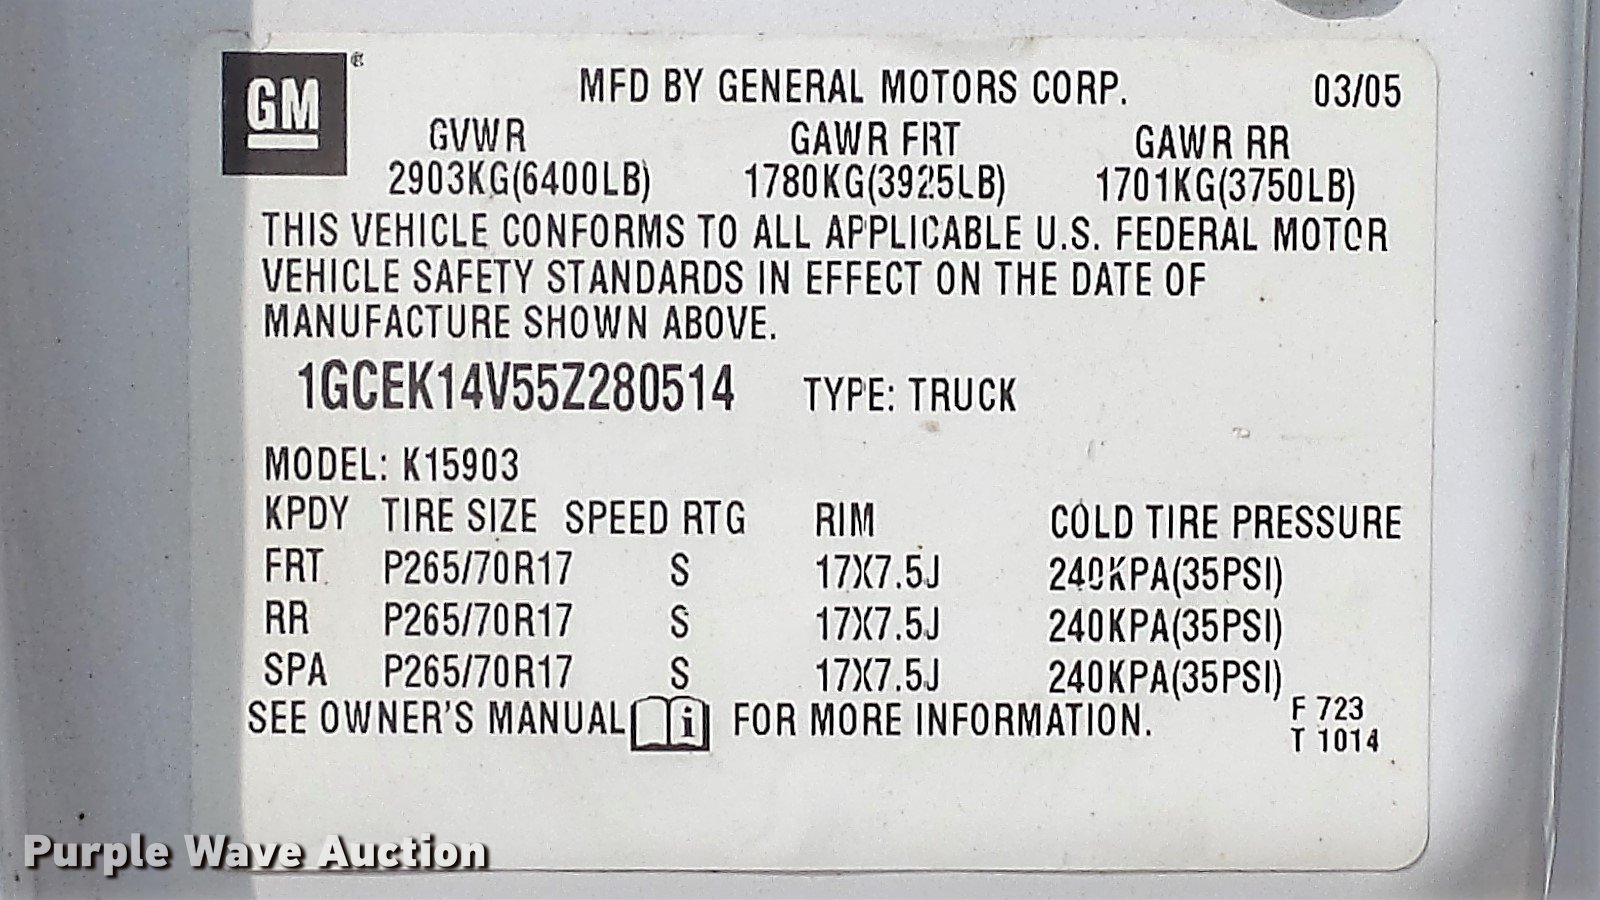 GM
MFD BY GENERAL MOTORS CORP. 03/05
GVWR GAWR FRT GAWR RR
2903KG(6400LB) 1780KG(3925LB) 1701KG(3750LB)
THIS VEHICLE CONFORMS TO ALL APPLICABLE U.S. FEDERAL MOTOR
VEHICLE SAFETY STANDARDS IN EFFECT ON THE DATE OF
MANUFACTURE SHOWN ABOVE.
1GCEK14V55Z280514 TYPE: TRUCK
MODEL: K15903
KPDY TIRE SIZE SPEED RTG RIM COLD TIRE PRESSURE
FRT P265/70R17 S 17X7.5J 240KPA(35PSI)
RR P265/70R17 S 17X7.5J 240KPA(35PSI)
SPA P265/70R17 S 17X7.5J 240KPA(35PSI)
SEE OWNER'S MANUAL i FOR MORE INFORMATION.
F 723
T 1014
Purple Wave Auction